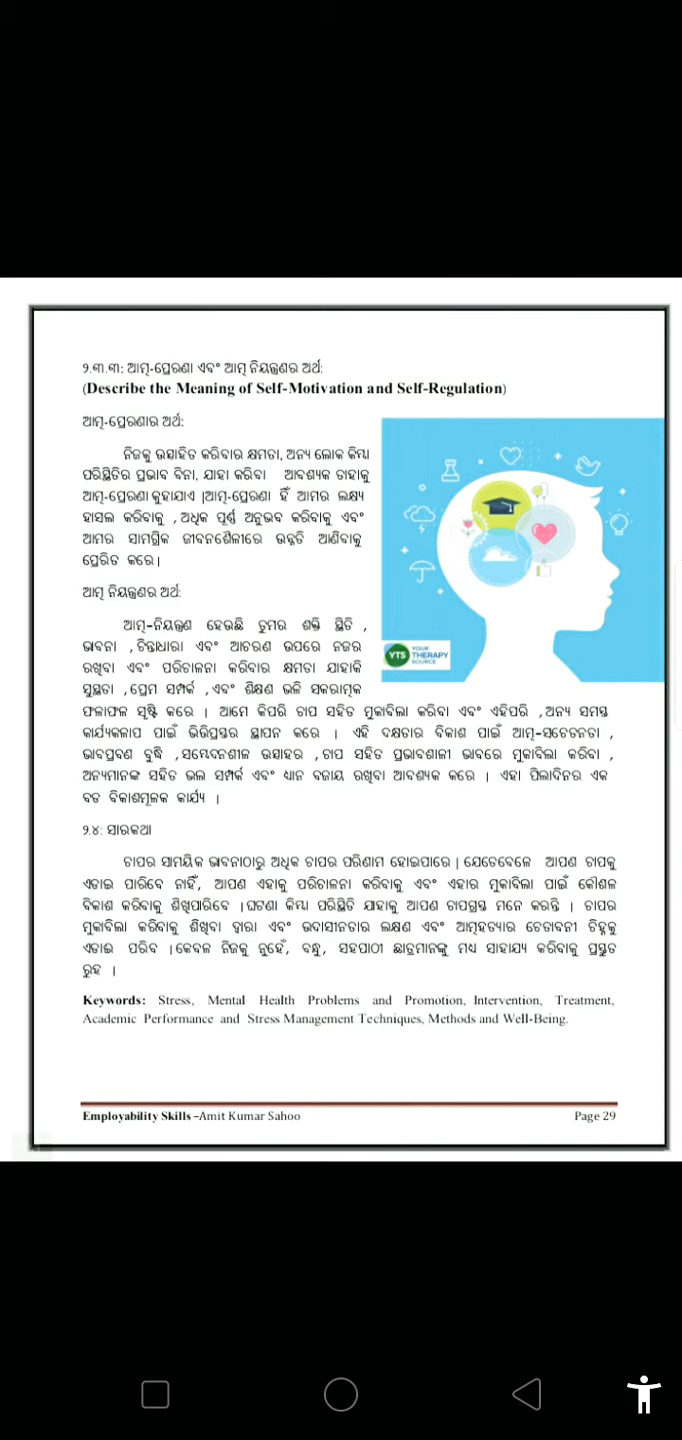 ୨.୩.୩: ଆତ୍ମ-ପ୍ରେରଣା ଏବଂ ଆତ୍ମ ନିୟନ୍ତ୍ରଣର ଅର୍ଥ:
(Describe the Meaning of Self-Motivation and Self-Regulation)
ଆତ୍ମ-ପ୍ରେରଣାର ଅର୍ଥ:
ନିଜକୁ ଉତ୍ସାହିତ କରିବାର କ୍ଷମତା, ଅନ୍ୟ ଲୋକ କିମ୍ବା
ପରିସ୍ଥିତିର ପ୍ରଭାବ ବିନା, ଯାହା କରିବା ଆବଶ୍ୟକ ତାହାକୁ
ଆତ୍ମ-ପ୍ରେରଣା କୁହାଯାଏ |ଆତ୍ମ-ପ୍ରେରଣା ହିଁ ଆମର ଲକ୍ଷ୍ୟ
ହାସଲ କରିବାକୁ , ଅଧିକ ପୂର୍ଣ୍ଣ ଅନୁଭବ କରିବାକୁ ଏବଂ
ଆମର ସାମଗ୍ରିକ ଜୀବନଶୈଳୀରେ ଉନ୍ନତି ଆଣିବାକୁ
ପ୍ରେରିତ କରେ|
ଆତ୍ମ ନିୟନ୍ତ୍ରଣର ଅର୍ଥ:
ଆତ୍ମ–ନିୟନ୍ତ୍ରଣ ହେଉଛି ତୁମର ଶକ୍ତି ସ୍ଥିତି ,
ଭାବନା , ଚିନ୍ତାଧାରା ଏବଂ ଆଚରଣ ଉପରେ ନଜର
ରଖିବା ଏବଂ ପରିଚାଳନା କରିବାର କ୍ଷମତା ଯାହାକି
ସୁସ୍ଥତା , ପ୍ରେମ ସମ୍ପର୍କ , ଏବଂ ଶିକ୍ଷଣ ଭଳି ସକରାତ୍ମକ
ଫଳାଫଳ ସୃଷ୍ଟି କରେ | ଆମେ କିପରି ଚାପ ସହିତ ମୁକାବିଲା କରିବା ଏବଂ ଏହିପରି , ଅନ୍ୟ ସମସ୍ତ
କାର୍ଯ୍ୟକଳାପ ପାଇଁ ଭିଭିପ୍ରସ୍ତର ସ୍ଥାପନ କରେ | ଏହି ଦକ୍ଷତାର ବିକାଶ ପାଇଁ ଆତ୍ମ–ସଚେତନତା ,
ଭାବପ୍ରବଣ ବୁଦ୍ଧି , ସମ୍ବେଦନଶୀଳ ଉତ୍ସାହର , ଚାପ ସହିତ ପ୍ରଭାବଶାଳୀ ଭାବରେ ମୁକାବିଲା କରିବା ,
ଅନ୍ୟମାନଙ୍କ ସହିତ ଭଲ ସମ୍ପର୍କ ଏବଂ ଧ୍ୟାନ ବଜାୟ ରଖିବା ଆବଶ୍ୟକ କରେ | ଏହା ପିଲାଦିନର ଏକ
ବଡ ବିକାଶମୂଳକ କାର୍ଯ୍ୟ |
୨.୪: ସାରକଥା
ଚାପର ସାମୟିକ ଭାବନାଠାରୁ ଅଧିକ ଚାପର ପରିଣାମ ହୋଇପାରେ| ଯେତେବେଳେ ଆପଣ ଚାପକୁ
ଏଡାଇ ପାରିବେ ନାହିଁ, ଆପଣ ଏହାକୁ ପରିଚାଳନା କରିବାକୁ ଏବଂ ଏହାର ମୁକାବିଲା ପାଇଁ କୌଶଳ
ବିକାଶ କରିବାକୁ ଶିଖିପାରିବେ |ଘଟଣା କିମ୍ବା ପରିସ୍ଥିତି ଯାହାକୁ ଆପଣ ଚାପଗ୍ରସ୍ତ ମନେ କରନ୍ତି | ଚାପର
ମୁକାବିଲା କରିବାକୁ ଶିଖିବା ଦ୍ୱାରା ଏବଂ ଉଦାସୀନତାର ଲକ୍ଷଣ ଏବଂ ଆତ୍ମହତ୍ୟାର ଚେତାବନୀ ଚିହ୍ନକୁ
ଏଡାଈ ପରିବ |କେବଳ ନିଜକୁ ନୁହେଁ, ବନ୍ଧୁ, ସହପାଠୀ ଛାତ୍ରମାନଙ୍କୁ ମଧ୍ୟ ସାହାଯ୍ୟ କରିବାକୁ ପ୍ରସ୍ତୁତ
ରୁହ |
Keywords: Stress, Mental Health Problems and Promotion, Intervention, Treatment,
Academic Performance and Stress Management Techniques, Methods and Well-Being.
YTS YOUR THERAPY SOURCE
Employability Skills –Amit Kumar Sahoo Page 29